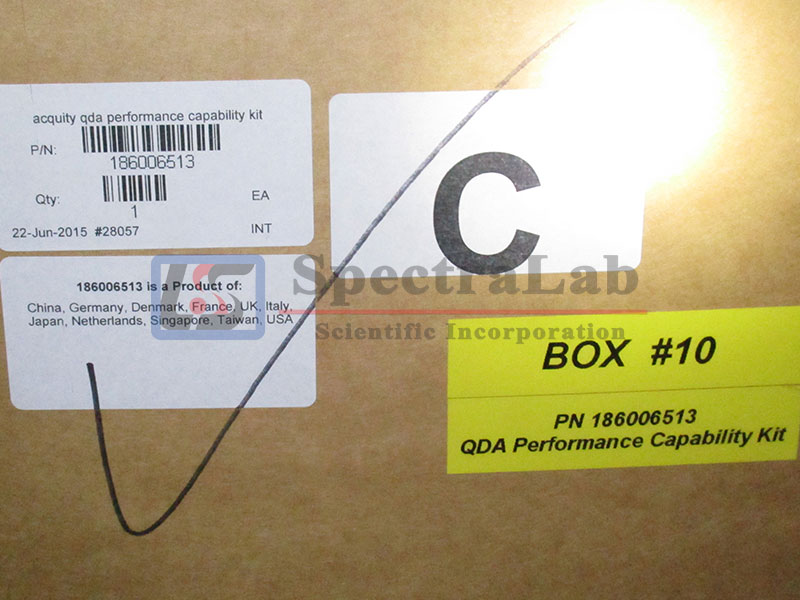 acquity qda performance capability kit
P/N:
186006513
Qty:
EA
1
22-Jun-2015 #28057
INT
C
186006513 is a Product of:
China, Germany, Denmark, France, UK, Italy,
Japan, Netherlands, Singapore, Taiwan, USA
LSS
SpectraLab
Scientific Incorporation
BOX #10
PN 186006513
QDA Performance Capability Kit